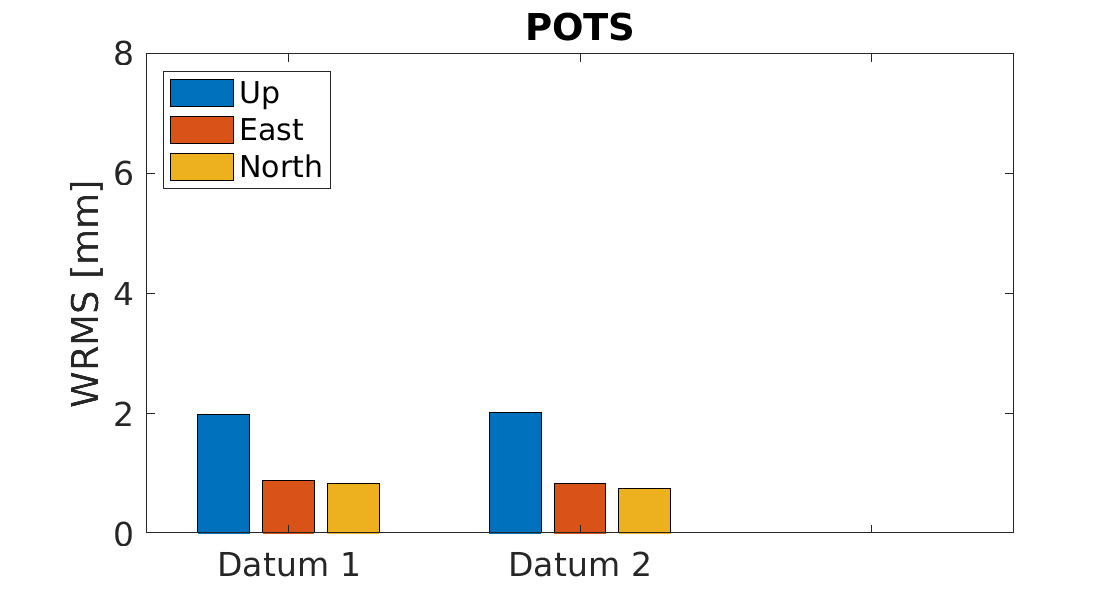 POTS
8
6
4
2
0
WRMS [mm]
Up
East
North
Datum 1
Datum 2